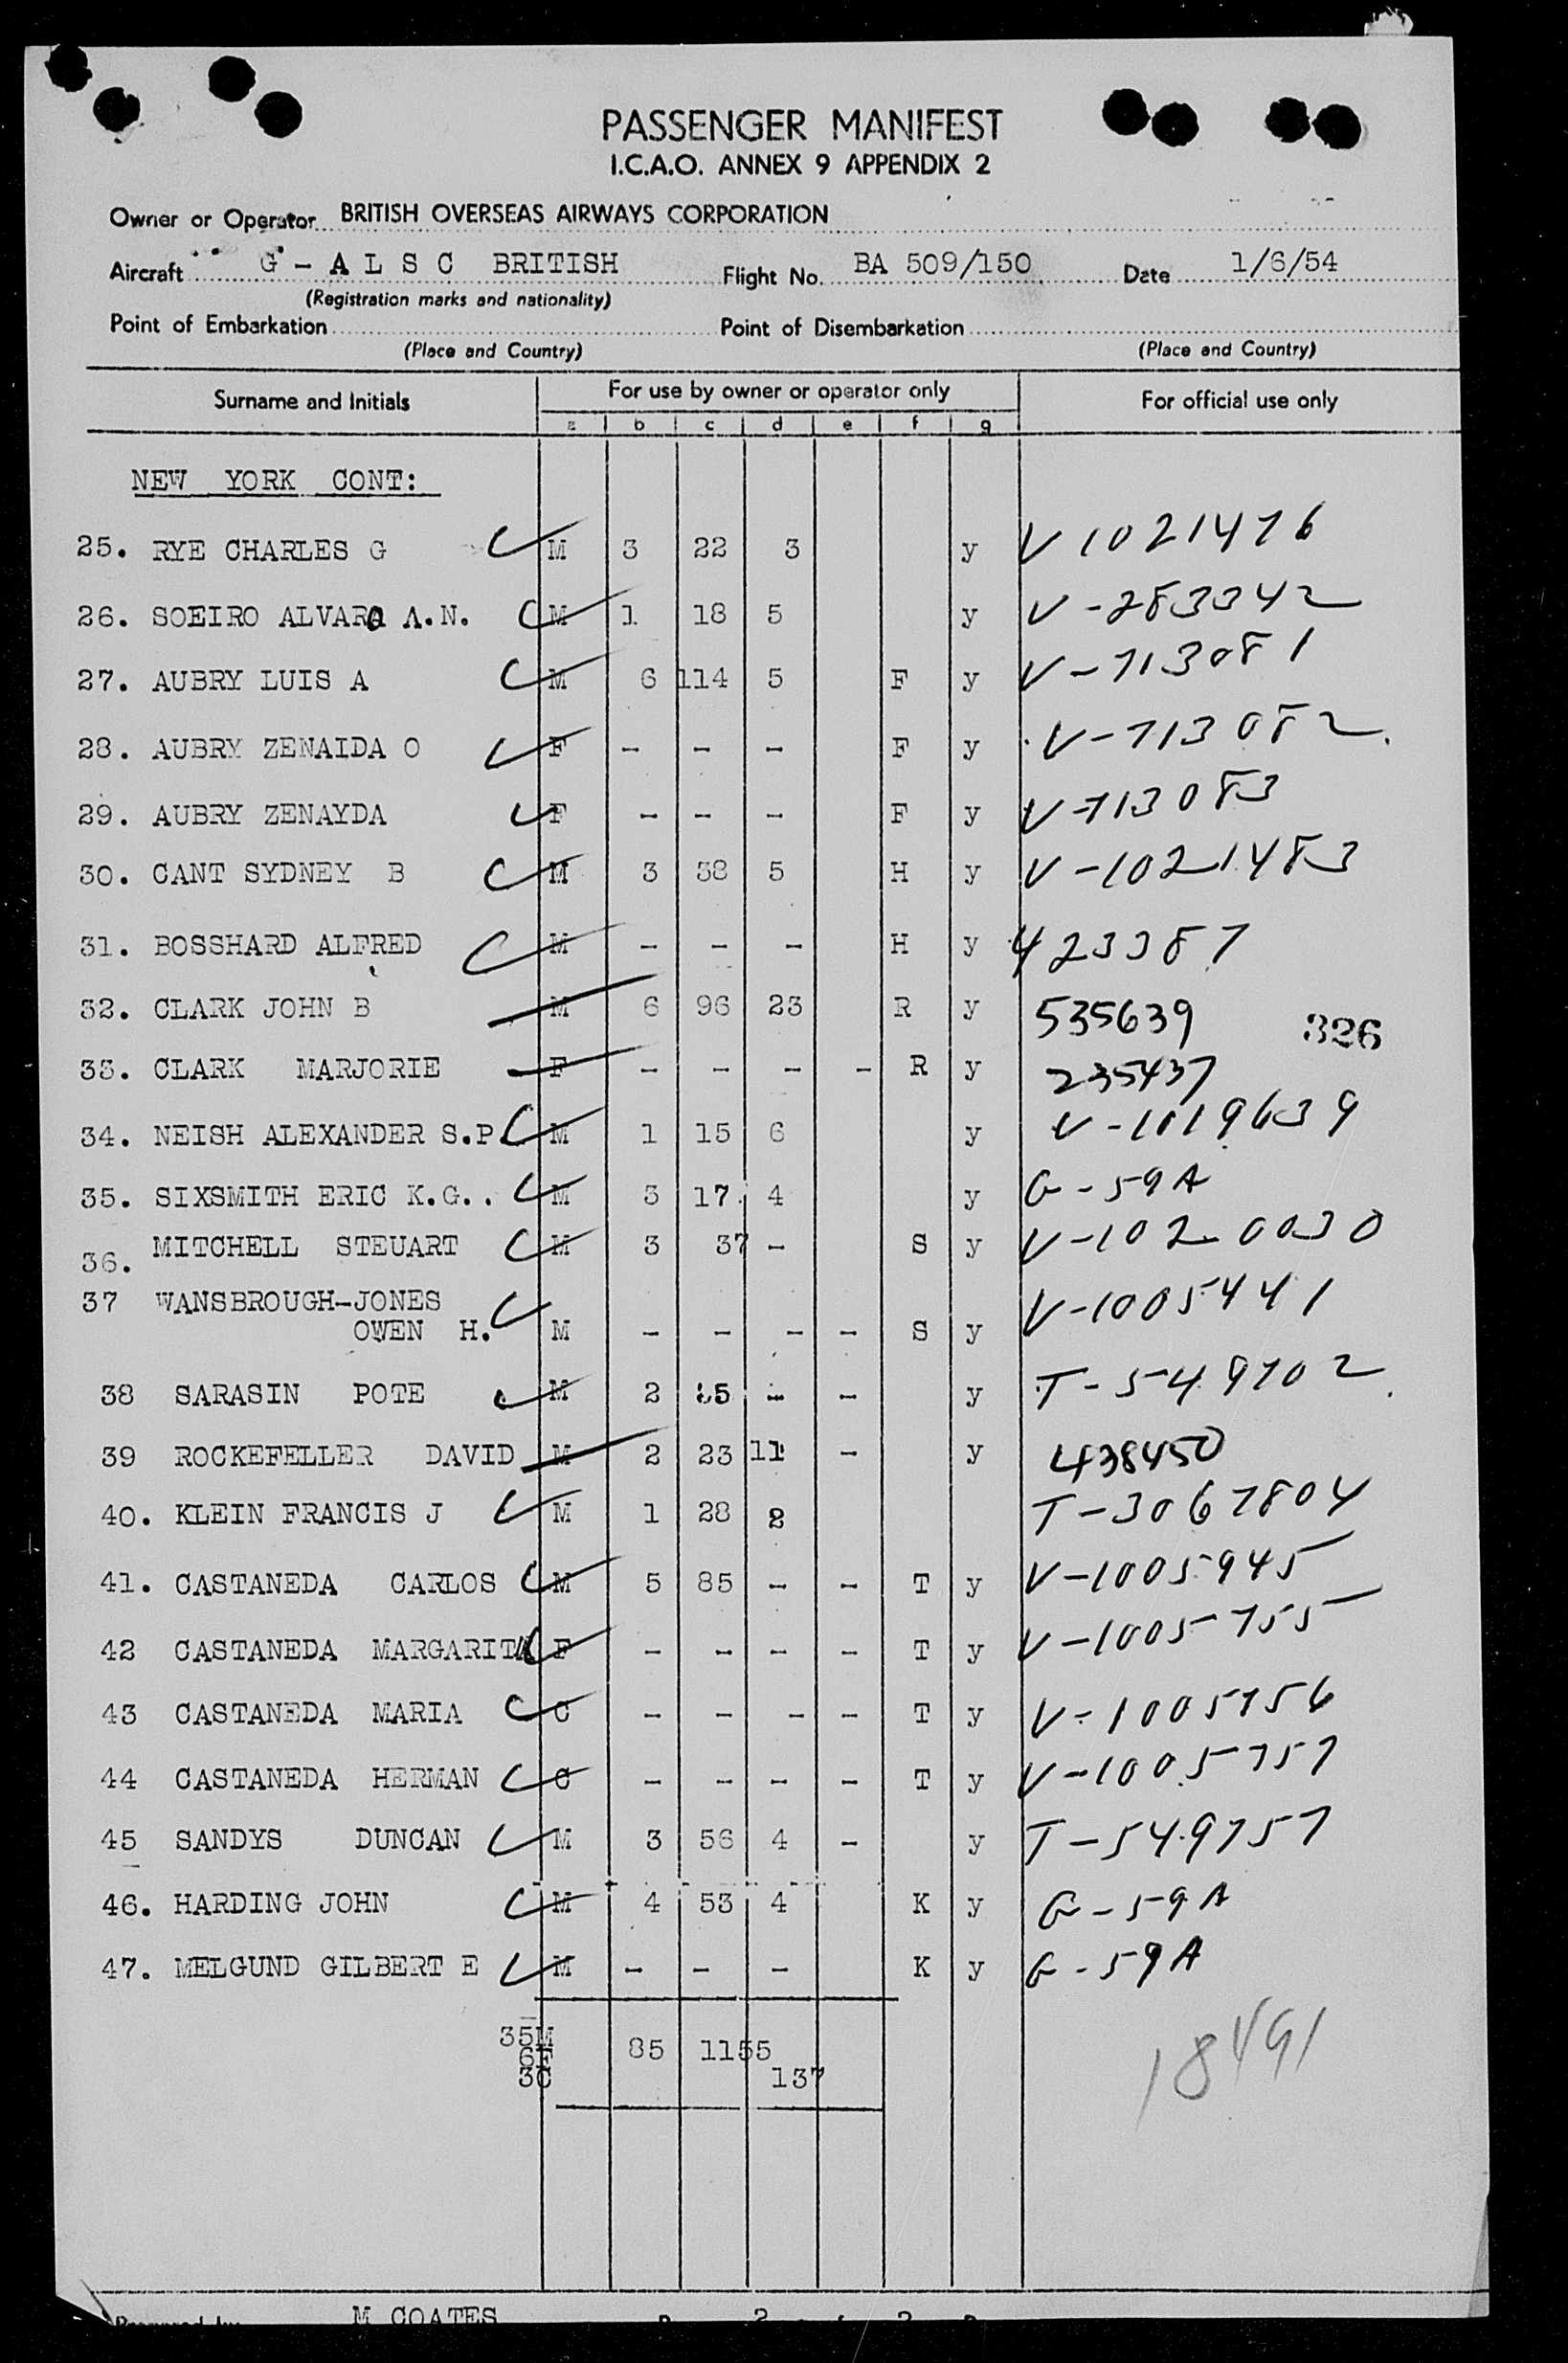 PASSENGER MANIFEST
I.C.A.O. ANNEX 9 APPENDIX 2
Owner or Operator BRITISH OVERSEAS AIRWAYS CORPORATION
Aircraft G - A L S C BRITISH Flight No. BA 509/150 Date 1/6/54
(Registration marks and nationality)
Point of Embarkation Point of Disembarkation
(Place and Country) (Place and Country)
Surname and Initials For use by owner or operator only For official use only
a b c d e f g
NEW YORK CONT:
25. RYE CHARLES G C M 3 22 3 y V 1021476
26. SOEIRO ALVARO A.N. C M 1 18 5 y V-283342
27. AUBRY LUIS A C M 6 114 5 F y V-713081
28. AUBRY ZENAIDA O C F - - - F y V-713082
29. AUBRY ZENAYDA C F - - - F y V-713083
30. CANT SYDNEY B C M 3 38 5 H y V-1021483
31. BOSSHARD ALFRED C M - - - H y 423387
32. CLARK JOHN B M 6 96 23 R y 535639 326
33. CLARK MARJORIE F - - - - R y 235437
34. NEISH ALEXANDER S.P. C M 1 15 6 y V-1019639
35. SIXSMITH ERIC K.G.. C M 3 17 4 y G-59A
36. MITCHELL STEUART C M 3 37 - S y V-1020030
37 WANSBROUGH-JONES C V-1005441
OWEN H. M - - - - S y
38 SARASIN POTE C M 2 - - y T-549702
39 ROCKEFELLER DAVID M 2 23 11 - y 438450
40. KLEIN FRANCIS J C M 1 28 2 T-3067804
41. CASTANEDA CARLOS C M 5 85 - - T y V-1005945
42 CASTANEDA MARGARITA C F - - - - T y V-1005755
43 CASTANEDA MARIA C C - - - - T y V-1005756
44 CASTANEDA HERMAN C C - - - - T y V-1005757
45 SANDYS DUNCAN C M 3 56 4 - y T-549757
46. HARDING JOHN C M 4 53 4 K y G-59A
47. MELGUND GILBERT E C M - - - K y G-59A
35M
6F 85 1155
3C 137
18491
M COATES